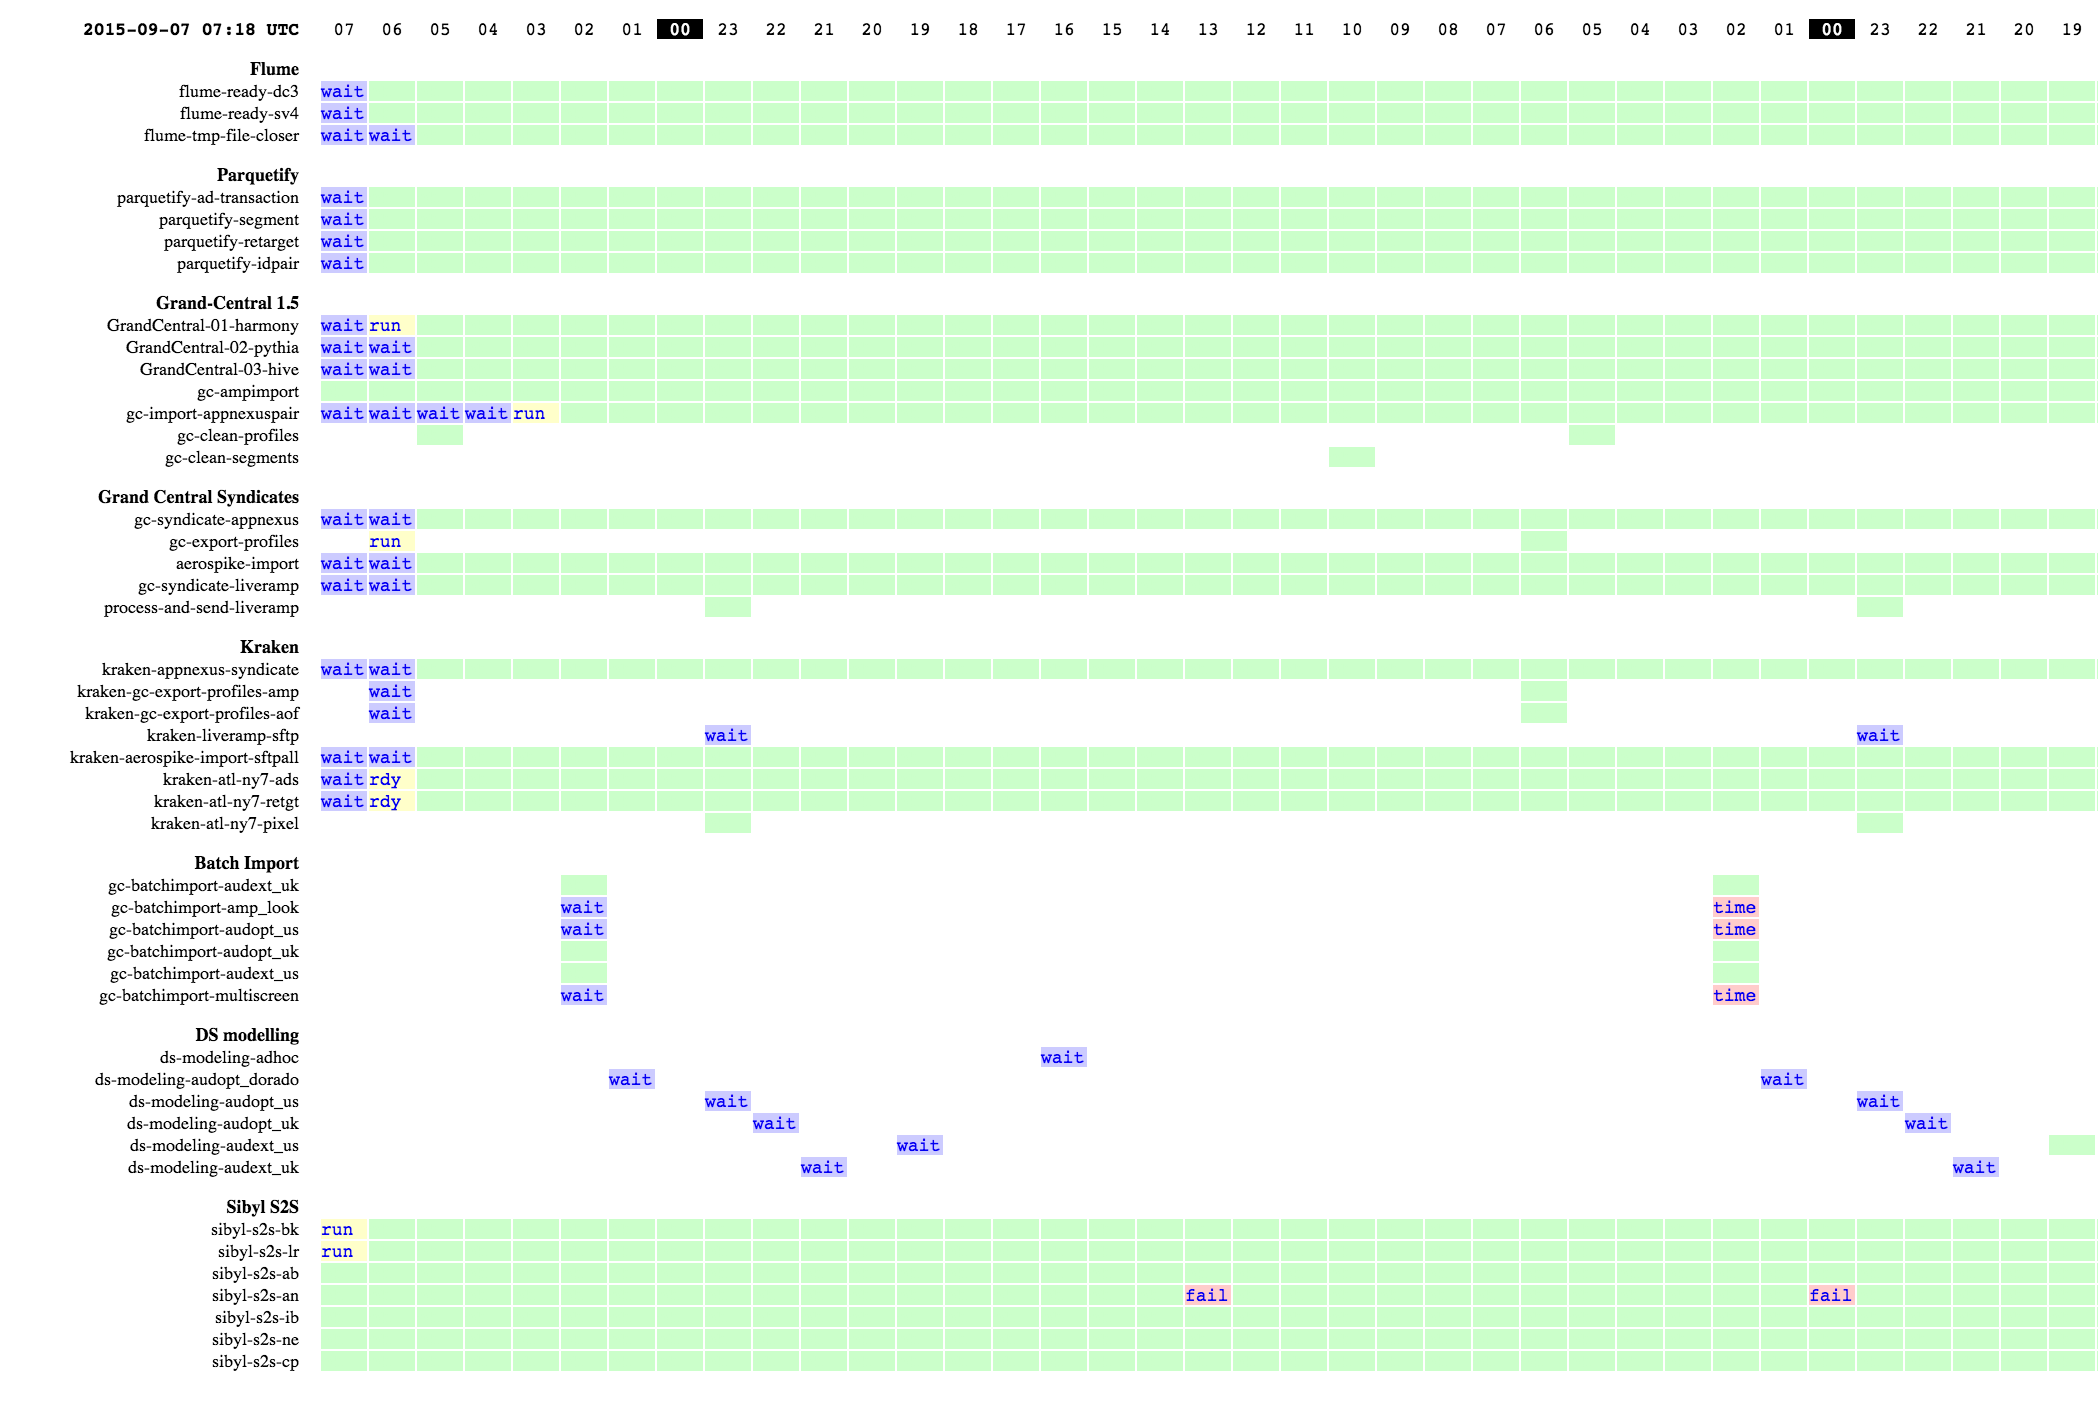 2015-09-07 07:18 UTC 07 06 05 04 03 02 01 00 23 22 21 20 19 18 17 16 15 14 13 12 11 10 09 08 07 06 05 04 03 02 01 00 23 22 21 20 19
Flume
flume-ready-dc3 wait
flume-ready-sv4 wait
flume-tmp-file-closer wait wait
Parquetify
parquetify-ad-transaction wait
parquetify-segment wait
parquetify-retarget wait
parquetify-idpair wait
Grand-Central 1.5
GrandCentral-01-harmony wait run
GrandCentral-02-pythia wait wait
GrandCentral-03-hive wait wait
gc-ampimport
gc-import-appnexuspair wait wait wait wait run
gc-clean-profiles
gc-clean-segments
Grand Central Syndicates
gc-syndicate-appnexus wait wait
gc-export-profiles run
aerospike-import wait wait
gc-syndicate-liveramp wait wait
process-and-send-liveramp
Kraken
kraken-appnexus-syndicate wait wait
kraken-gc-export-profiles-amp wait
kraken-gc-export-profiles-aof wait
kraken-liveramp-sftp wait wait
kraken-aerospike-import-sftpall wait wait
kraken-atl-ny7-ads wait rdy
kraken-atl-ny7-retgt wait rdy
kraken-atl-ny7-pixel
Batch Import
gc-batchimport-audext_uk
gc-batchimport-amp_look wait time
gc-batchimport-audopt_us wait time
gc-batchimport-audopt_uk
gc-batchimport-audext_us
gc-batchimport-multiscreen wait time
DS modelling
ds-modeling-adhoc wait
ds-modeling-audopt_dorado wait wait
ds-modeling-audopt_us wait wait
ds-modeling-audopt_uk wait wait
ds-modeling-audext_us wait
ds-modeling-audext_uk wait wait
Sibyl S2S
sibyl-s2s-bk run
sibyl-s2s-lr run
sibyl-s2s-ab
sibyl-s2s-an fail fail
sibyl-s2s-ib
sibyl-s2s-ne
sibyl-s2s-cp